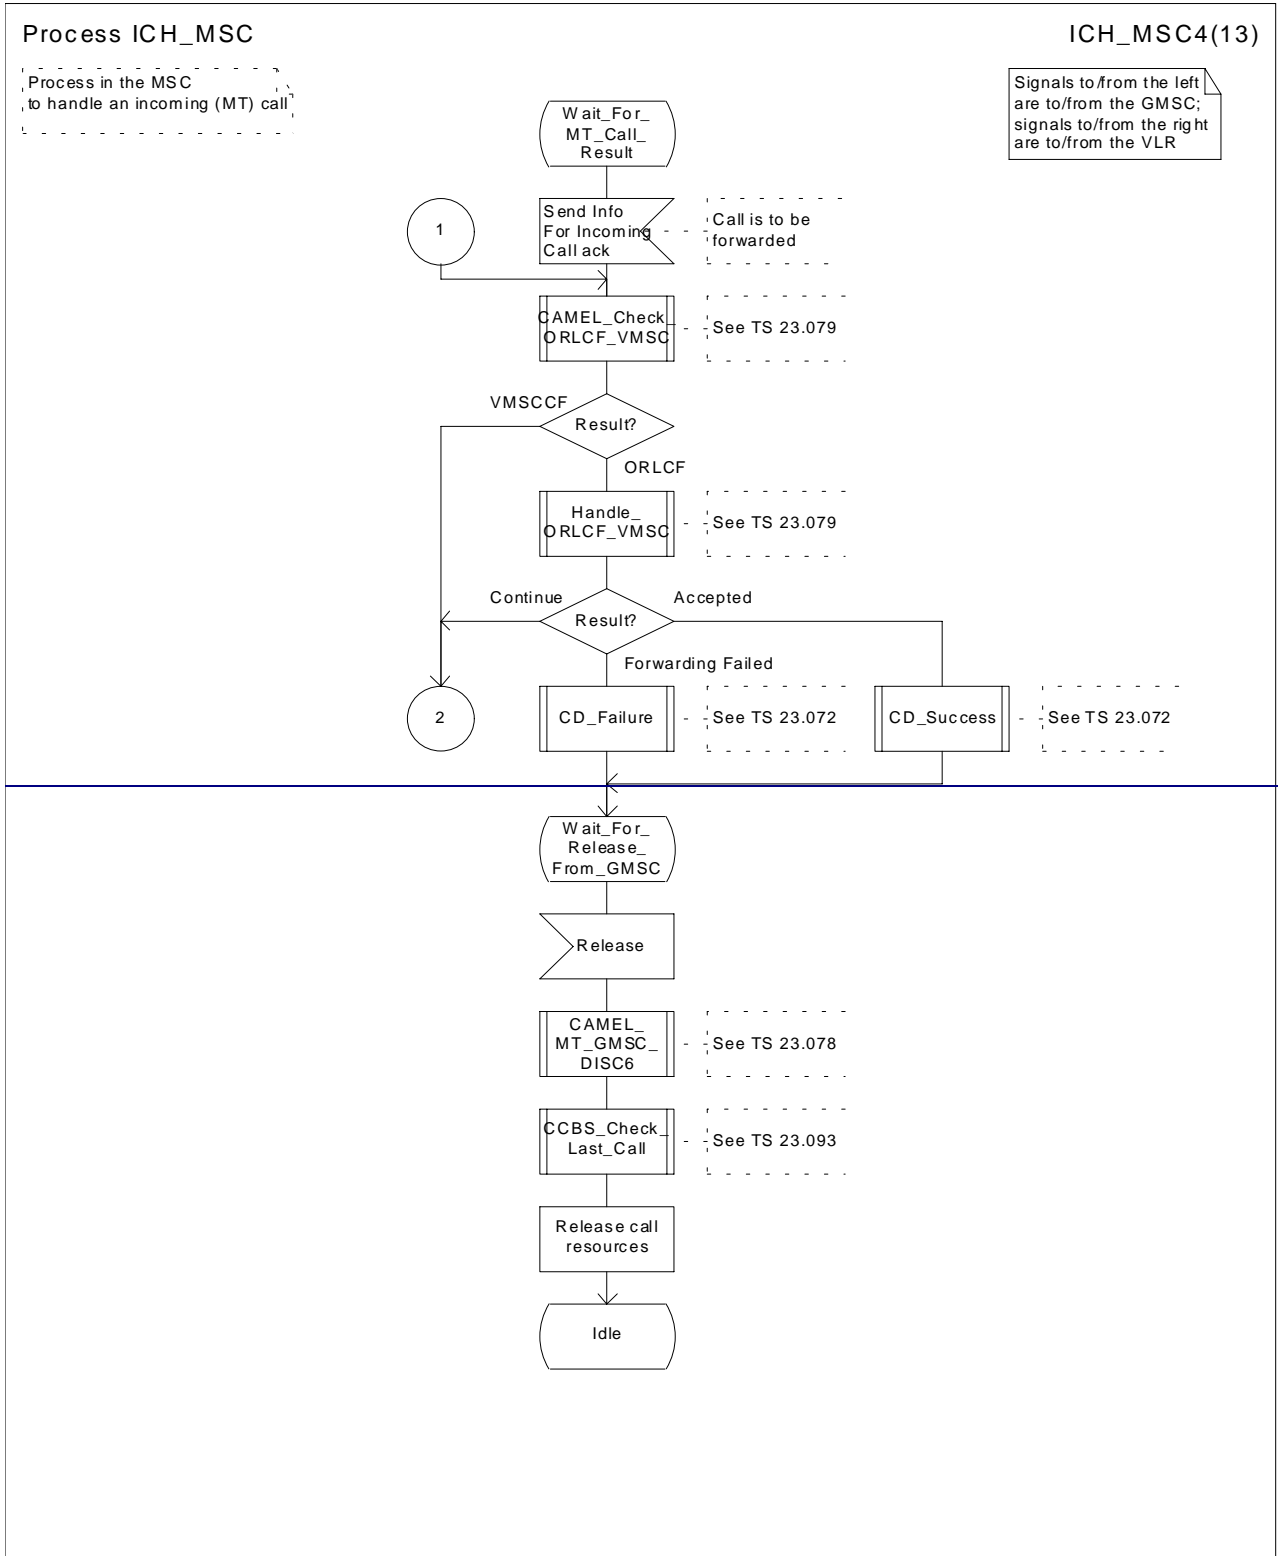 Process ICH_MSC
ICH_MSC4(13)
Process in the MSC
to handle an incoming (MT) call
Signals to/from the left
are to/from the GMSC;
signals to/from the right
are to/from the VLR
Wait_For_
MT_Call_
Result
1
Send Info
For Incoming
Call ack
Call is to be
forwarded
CAMEL_Check_
ORLCF_VMSC
See TS 23.079
VMSCCF
Result?
ORLCF
Handle_
ORLCF_VMSC
See TS 23.079
Continue
Result?
Accepted
Forwarding Failed
2
CD_Failure
See TS 23.072
CD_Success
See TS 23.072
Wait_For_
Release_
From_GMSC
Release
CAMEL_
MT_GMSC_
DISC6
See TS 23.078
CCBS_Check_
Last_Call
See TS 23.093
Release call
resources
Idle